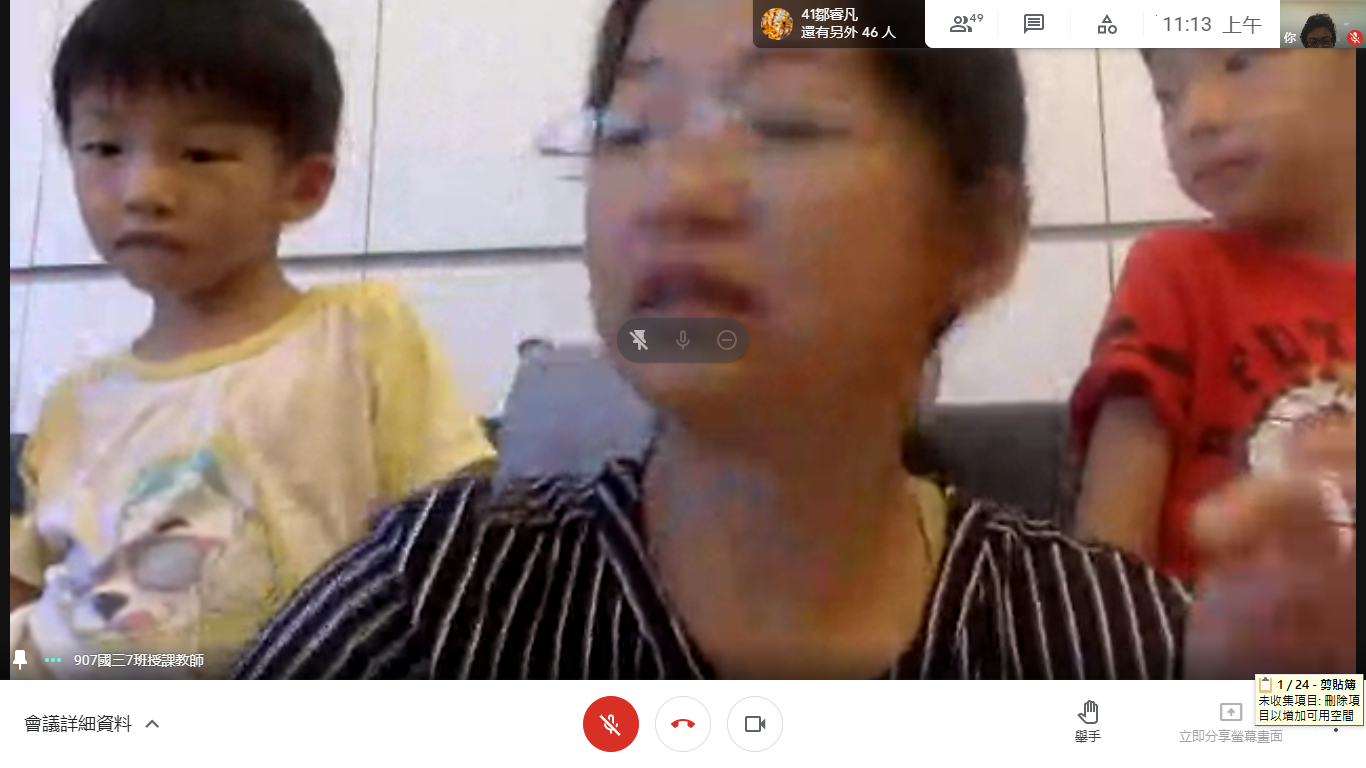 41鄒睿凡
還有另外 46 人
49
11:13 上午
你
907國三7班授課教師
1 / 24 - 剪貼簿
未收集項目: 刪除項
目以增加可用空間
會議詳細資料
舉手
立即分享螢幕畫面